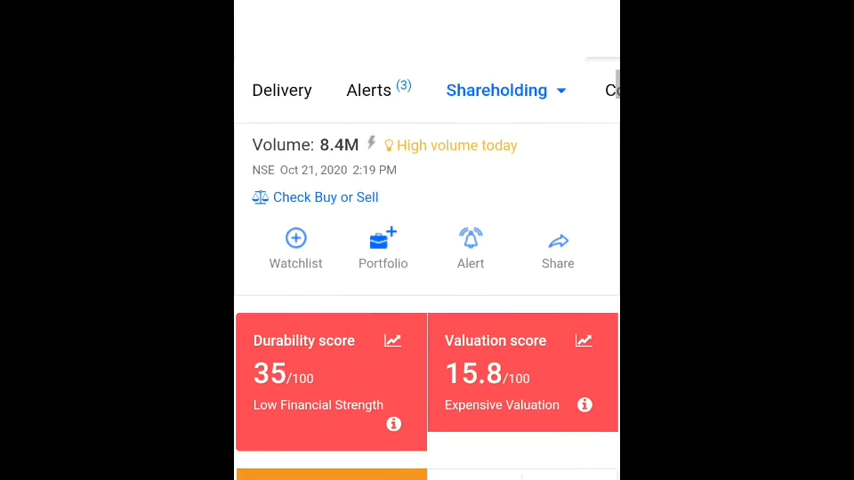 Delivery Alerts (3) Shareholding
Volume: 8.4M High volume today
NSE Oct 21, 2020 2:19 PM
Check Buy or Sell
Watchlist Portfolio Alert Share
Durability score Valuation score
35/100 15.8/100
Low Financial Strength Expensive Valuation